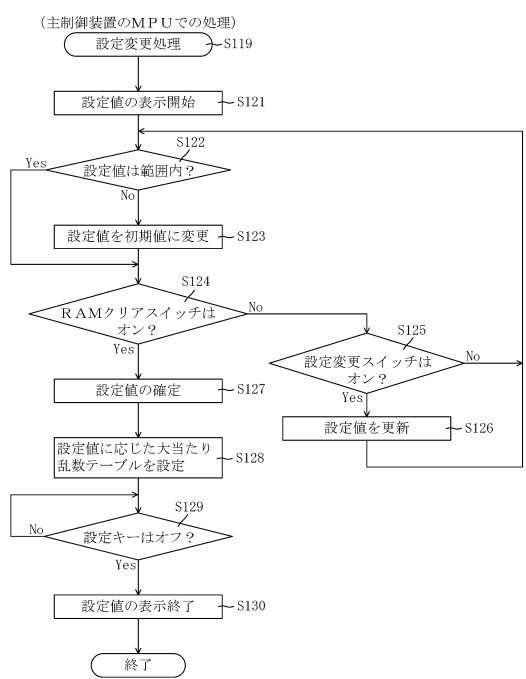 (主制御装置のMPUでの処理)
設定変更処理
S119
設定値の表示開始
S121
S122
Yes
設定値は範囲内？
No
設定値を初期値に変更
S123
S124
RAMクリアスイッチは
オン？
No
Yes
S125
設定変更スイッチは
オン？
No
Yes
設定値の確定
S127
設定値を更新
S126
設定値に応じた大当たり
乱数テーブルを設定
S128
S129
No
設定キーはオフ？
Yes
設定値の表示終了
S130
終了